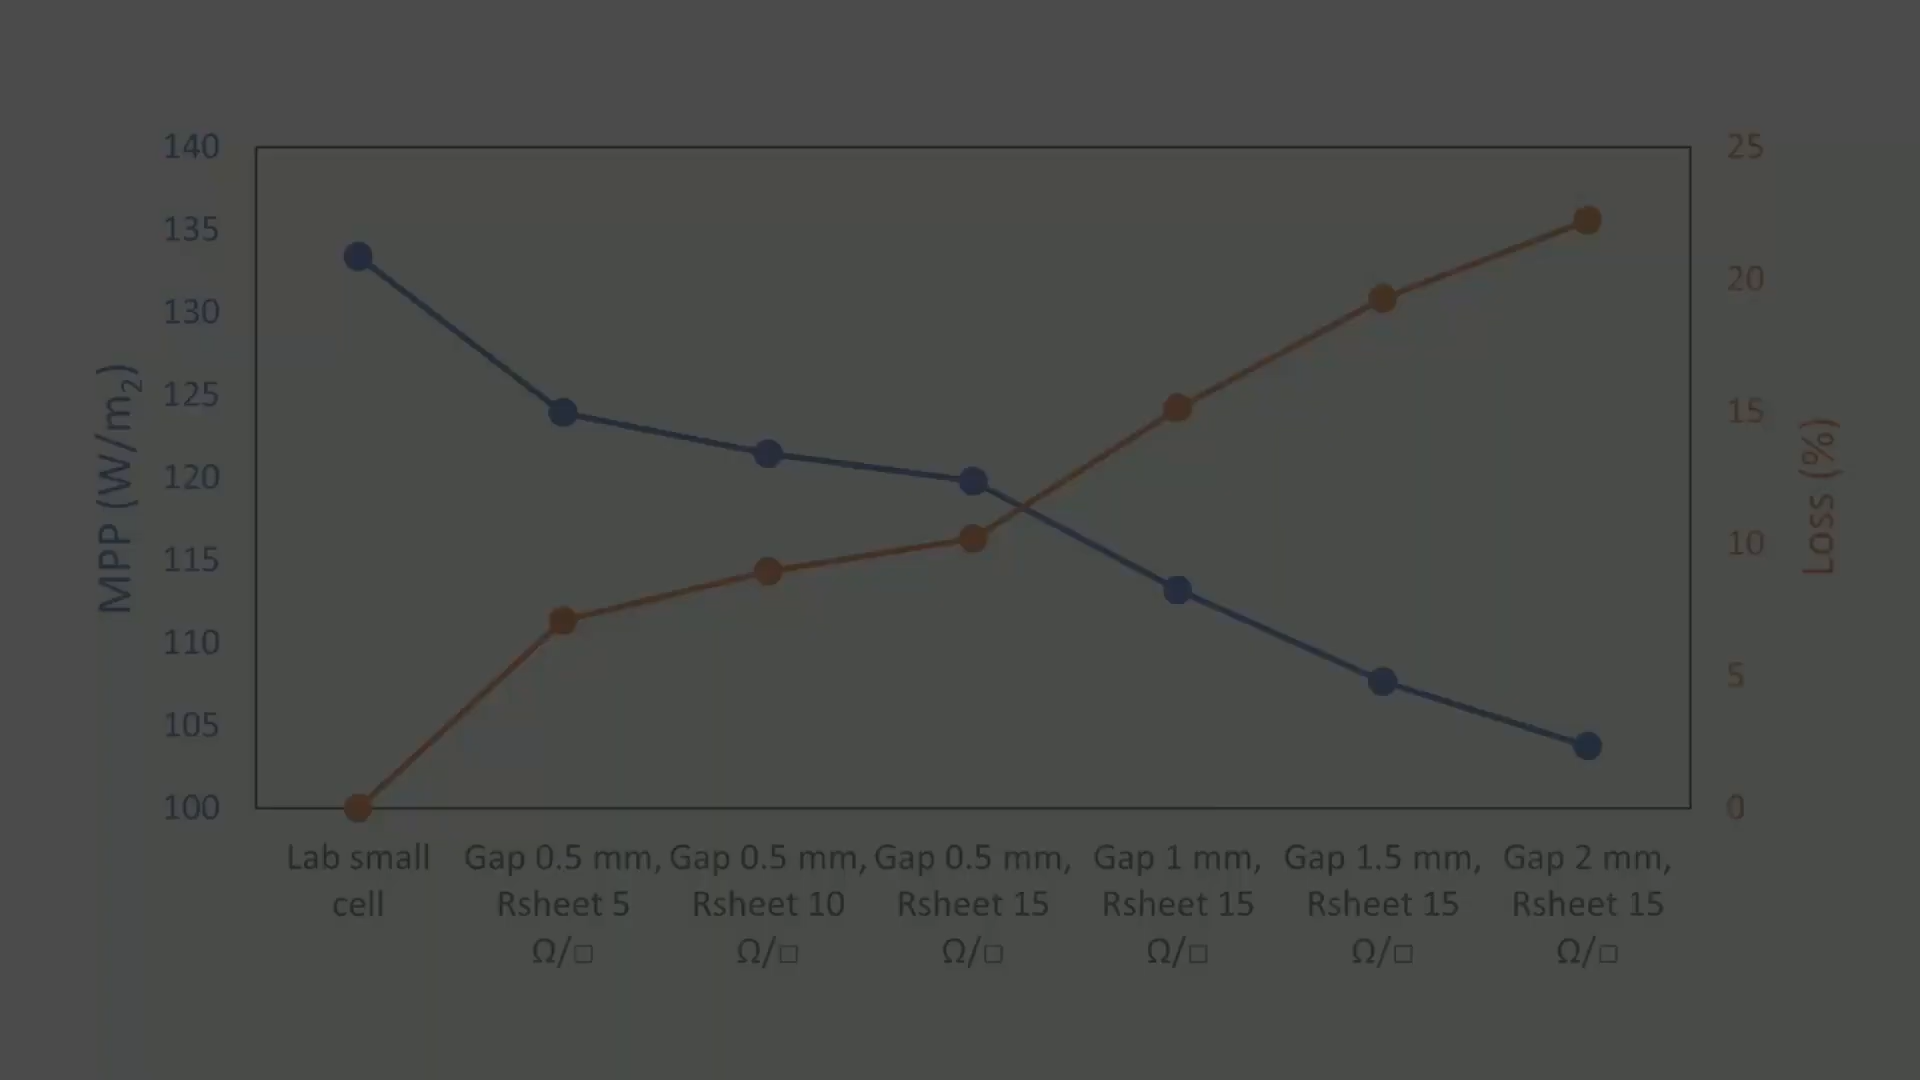 140
135
130
125
120
115
110
105
100
MPP (W/m₂)
25
20
15
10
5
0
Loss (%)
Lab small
cell
Gap 0.5 mm,
Rsheet 5
Ω/□
Gap 0.5 mm,
Rsheet 10
Ω/□
Gap 0.5 mm,
Rsheet 15
Ω/□
Gap 1 mm,
Rsheet 15
Ω/□
Gap 1.5 mm,
Rsheet 15
Ω/□
Gap 2 mm,
Rsheet 15
Ω/□